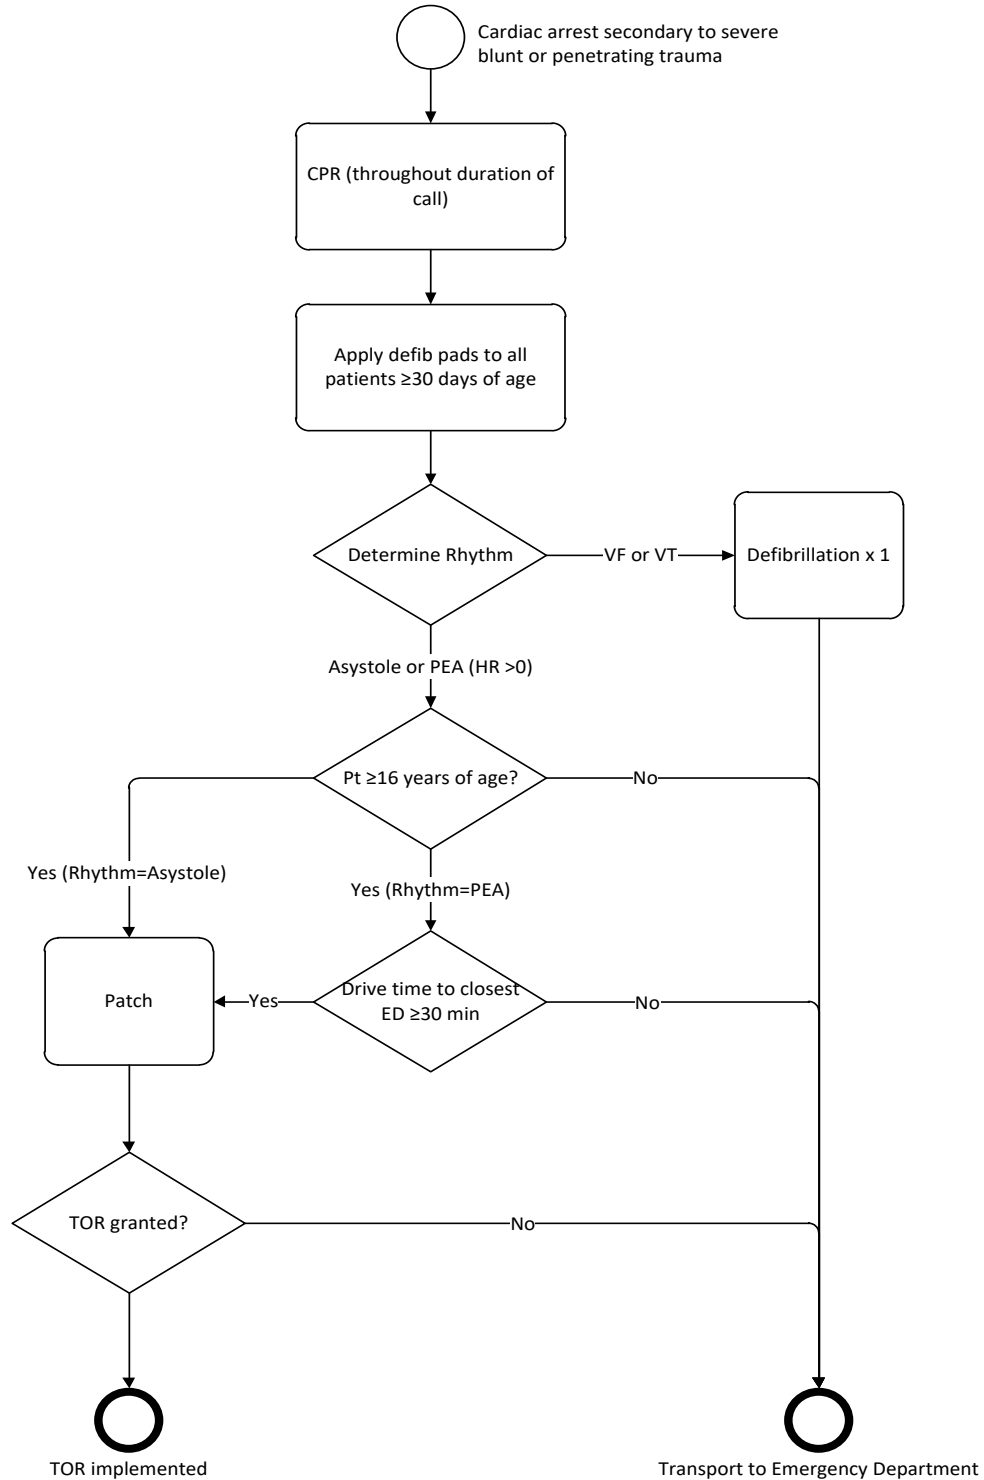 Cardiac arrest secondary to severe
blunt or penetrating trauma
CPR (throughout duration of
call)
Apply defib pads to all
patients ≥30 days of age
Determine Rhythm
VF or VT
Defibrillation x 1
Asystole or PEA (HR >0)
Pt ≥16 years of age?
No
Yes (Rhythm=Asystole)
Yes (Rhythm=PEA)
Patch
Yes
Drive time to closest
ED ≥30 min
No
TOR granted?
No
TOR implemented
Transport to Emergency Department